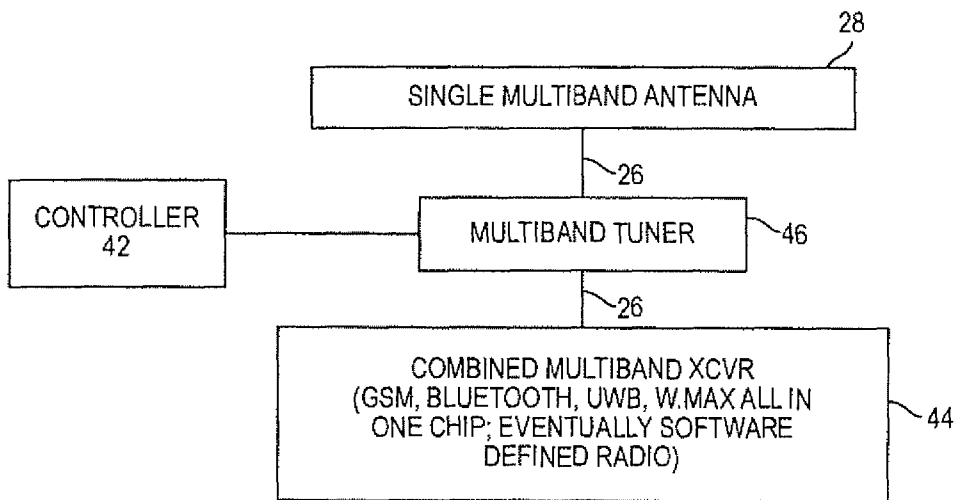 28
SINGLE MULTIBAND ANTENNA
26
CONTROLLER
42
MULTIBAND TUNER
46
26
COMBINED MULTIBAND XCVR
(GSM, BLUETOOTH, UWB, W.MAX ALL IN
ONE CHIP; EVENTUALLY SOFTWARE
DEFINED RADIO)
44